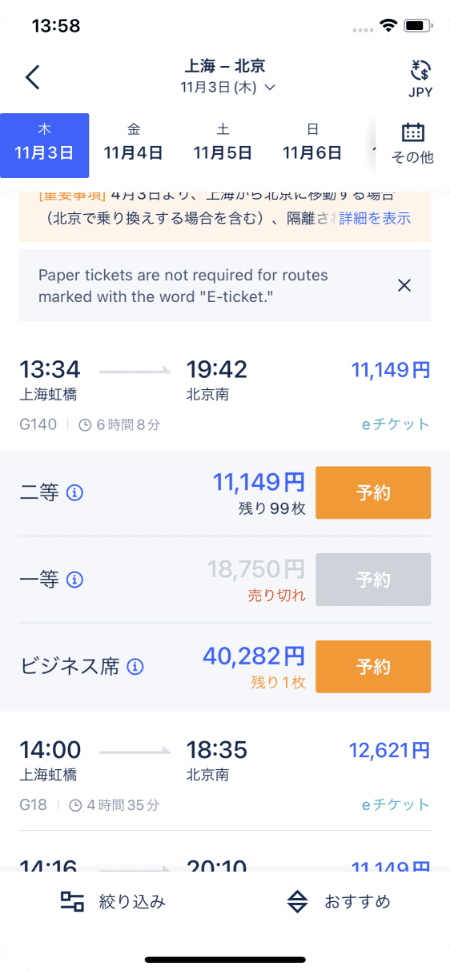 13:58
上海 – 北京
11月3日(木)
JPY
木
11月3日
金
11月4日
土
11月5日
日
11月6日
その他
[重要事項] 4月3日より、上海から北京に移動する場合
(北京で乗り換えする場合を含む)、隔離さ
詳細を表示
Paper tickets are not required for routes
marked with the word "E-ticket."
13:34
19:42
11,149円
上海虹橋
北京南
G140
6時間8分
eチケット
二等
11,149円
予約
残り99枚
一等
18,750円
予約
売り切れ
ビジネス席
40,282円
予約
残り1枚
14:00
18:35
12,621円
上海虹橋
北京南
G18
4時間35分
eチケット
14:16
20:10
11,149円
絞り込み
おすすめ